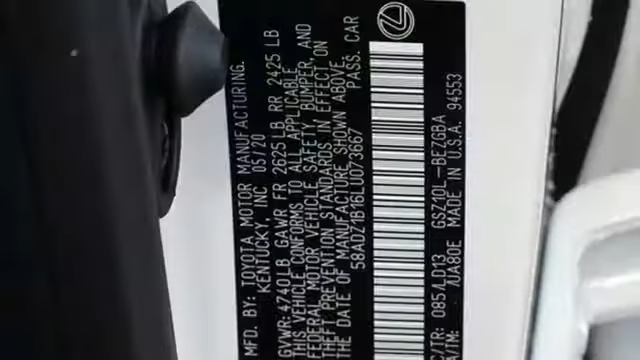 MFD. BY: TOYOTA MOTOR MANUFACTURING.
KENTUCKY, INC 05/20
GVWR: 4740LB GAWR FR 2625 LB RR 2425 LB
THIS VEHICLE CONFORMS TO ALL APPLICABLE
FEDERAL MOTOR VEHICLE SAFETY, BUMPER, AND
THEFT PREVENTION STANDARDS IN EFFECT ON
THE DATE OF MANUFACTURE SHOWN ABOVE.
58ADZ1B16LU073667 PASS. CAR
C/TR: 085/LD13 GSZ10L-BEZGBA
/UA80E MADE IN U.S.A. 94553